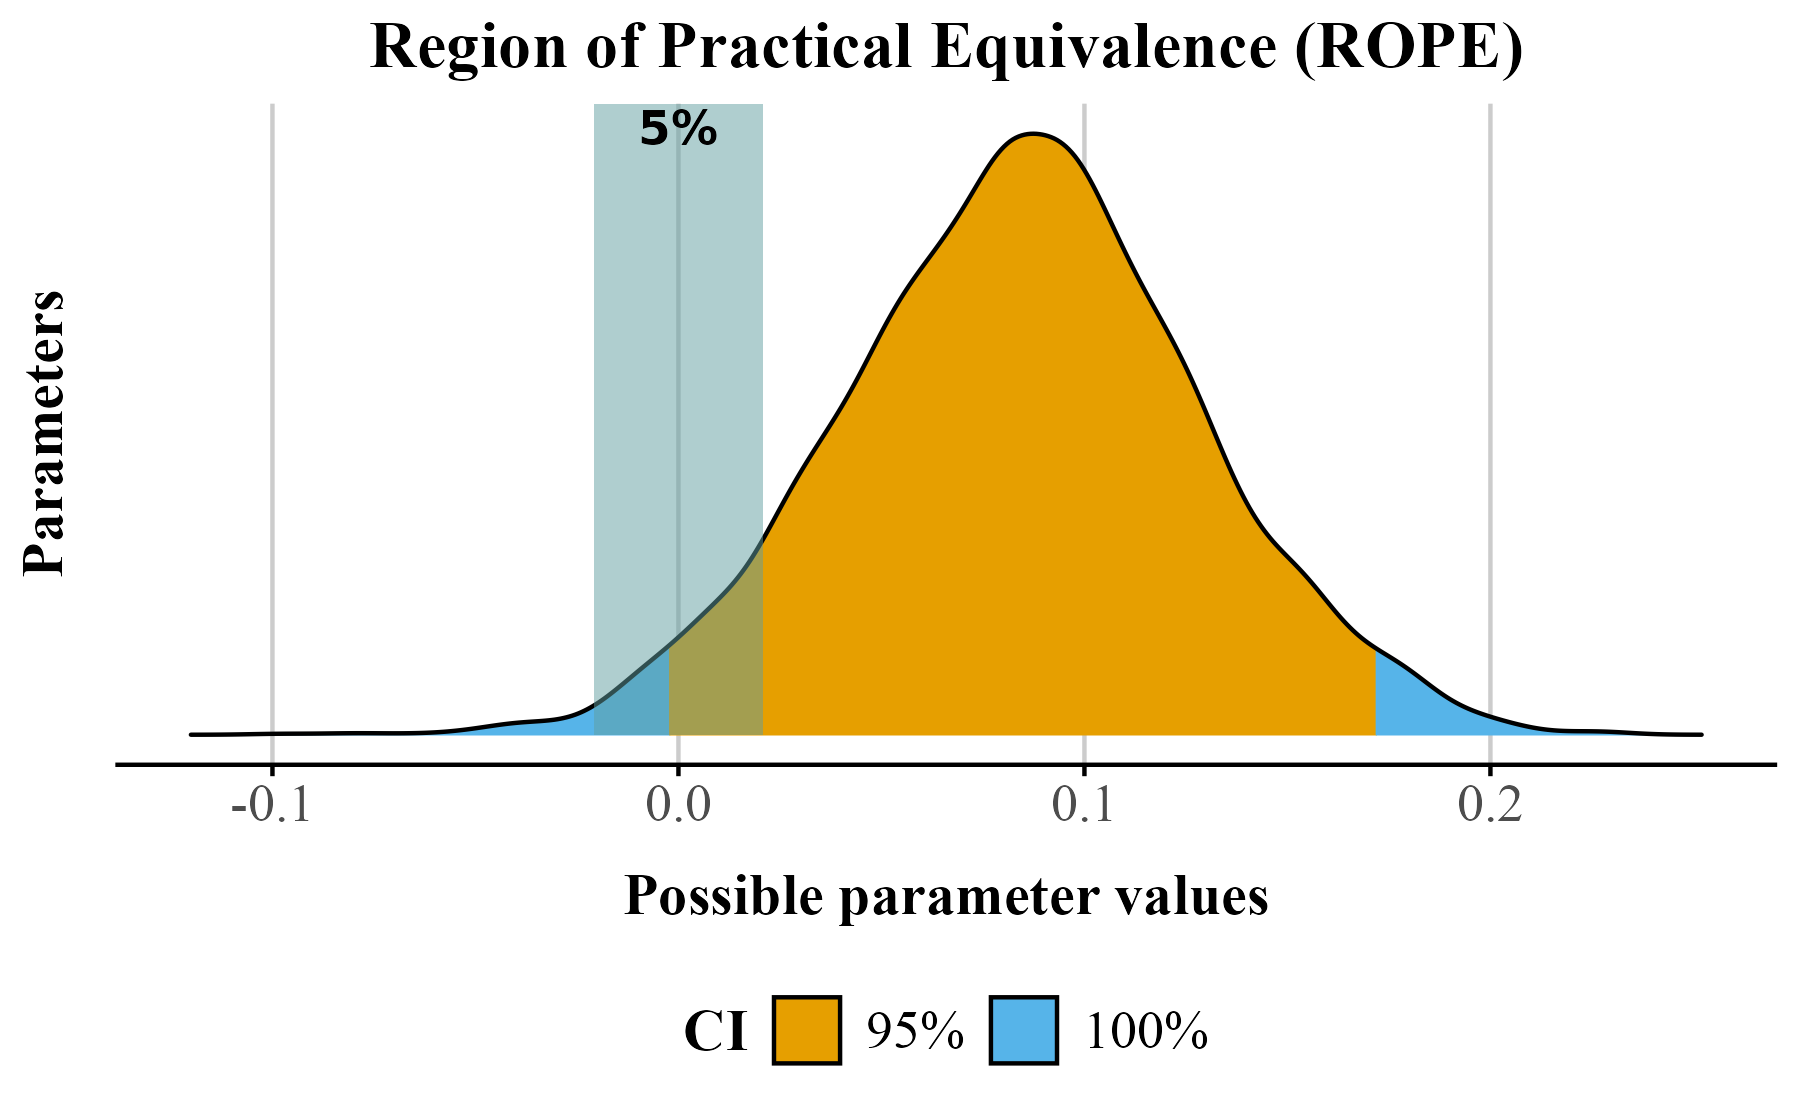 Region of Practical Equivalence (ROPE)
5%
Parameters
-0.1 0.0 0.1 0.2
Possible parameter values
CI 95% 100%